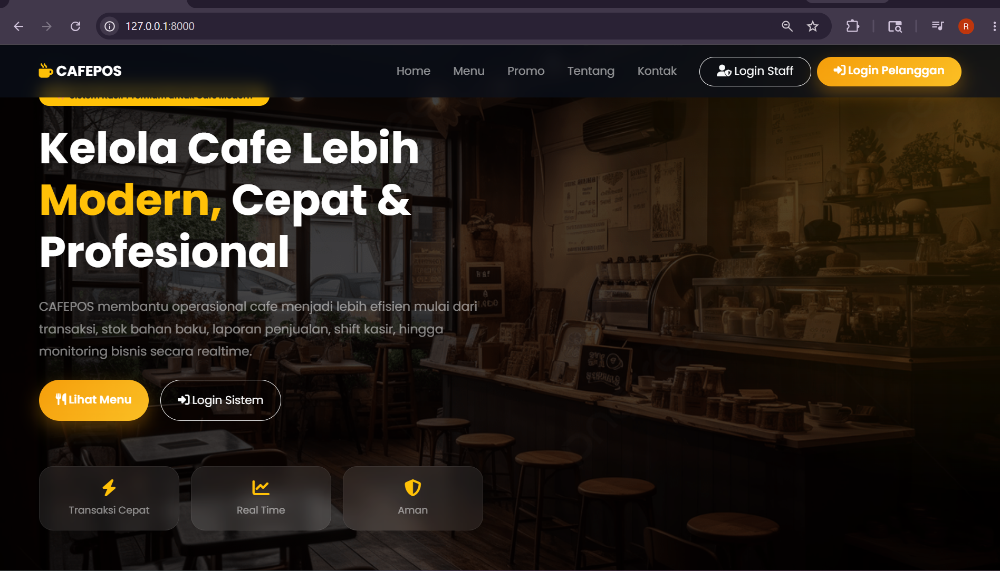 127.0.0.1:8000
R
CAFEPOS
Home
Menu
Promo
Tentang
Kontak
Login Staff
Login Pelanggan
Kelola Cafe Lebih
Modern, Cepat &
Profesional
CAFEPOS membantu operasional cafe menjadi lebih efisien mulai dari
transaksi, stok bahan baku, laporan penjualan, shift kasir, hingga
monitoring bisnis secara realtime.
Lihat Menu
Login Sistem
Transaksi Cepat
Real Time
Aman